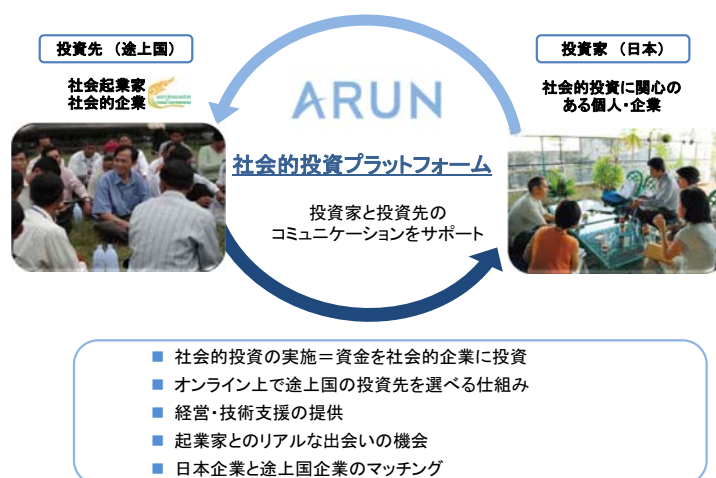 投資先 (途上国)
社会起業家
社会的企業
ARUN
社会的投資プラットフォーム
投資家と投資先の
コミュニケーションをサポート
投資家 (日本)
社会的投資に関心の
ある個人・企業
■ 社会的投資の実施＝資金を社会的企業に投資
■ オンライン上で途上国の投資先を選べる仕組み
■ 経営・技術支援の提供
■ 起業家とのリアルな出会いの機会
■ 日本企業と途上国企業のマッチング